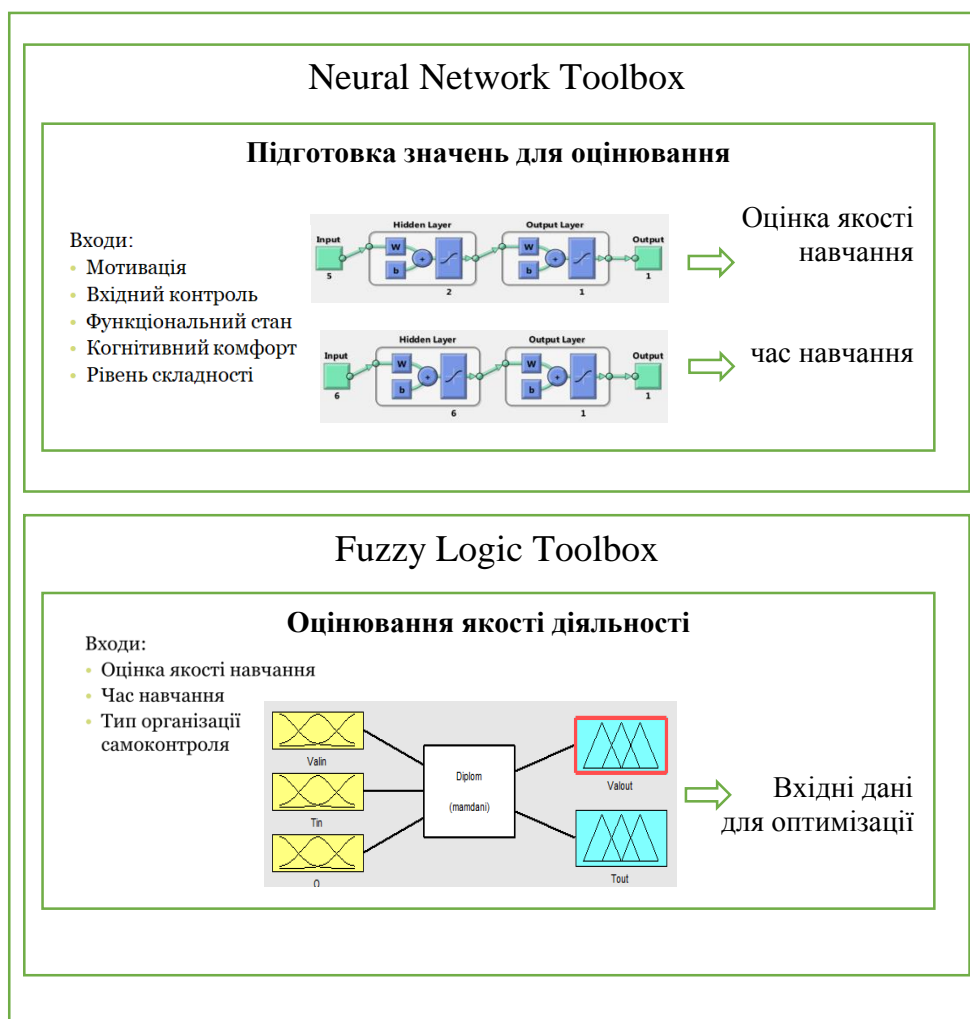 Neural Network Toolbox
Підготовка значень для оцінювання
Входи:
• Мотивація
• Вхідний контроль
• Функціональний стан
• Когнітивний комфорт
• Рівень складності
Hidden Layer
Output Layer
Input
Output
W
b
+
W
b
+
5
2
1
1
Оцінка якості
навчання
Hidden Layer
Output Layer
Input
Output
W
b
+
W
b
+
6
6
1
1
час навчання
Fuzzy Logic Toolbox
Оцінювання якості діяльності
Входи:
• Оцінка якості навчання
• Час навчання
• Тип організації
самоконтроля
Valin
Tin
Diplom
(mamdani)
Valout
Tout
Вхідні дані
для оптимізації